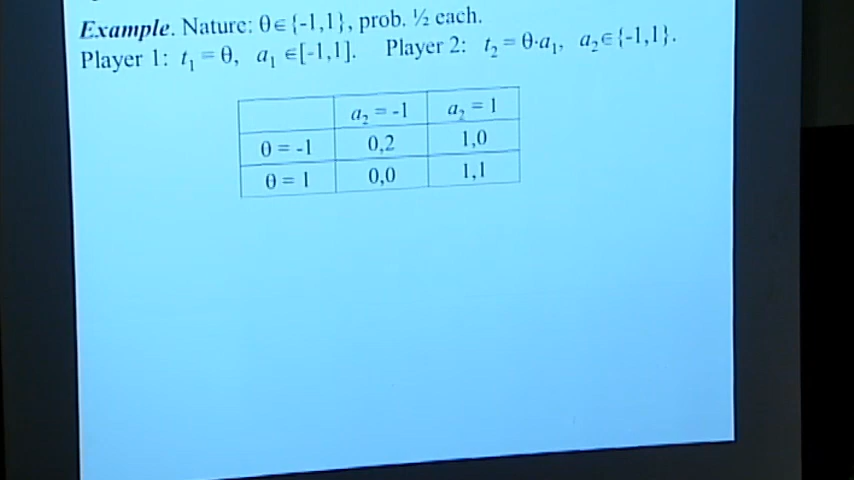 Example. Nature: θ∈{-1,1}, prob. ½ each.
Player 1: t₁ = θ, a₁ ∈[-1,1]. Player 2: t₂ = θ·a₁, a₂∈{-1,1}.
a₂ = -1 a₂ = 1
θ = -1 0,2 1,0
θ = 1 0,0 1,1